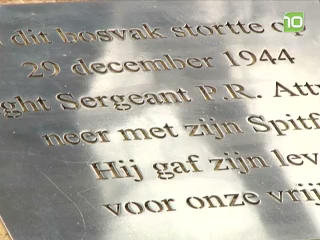 10
dit bosvak stortte op
29 december 1944
ght Sergeant P.R. Att
neer met zijn Spitf
Hij gaf zijn lev
voor onze vrij